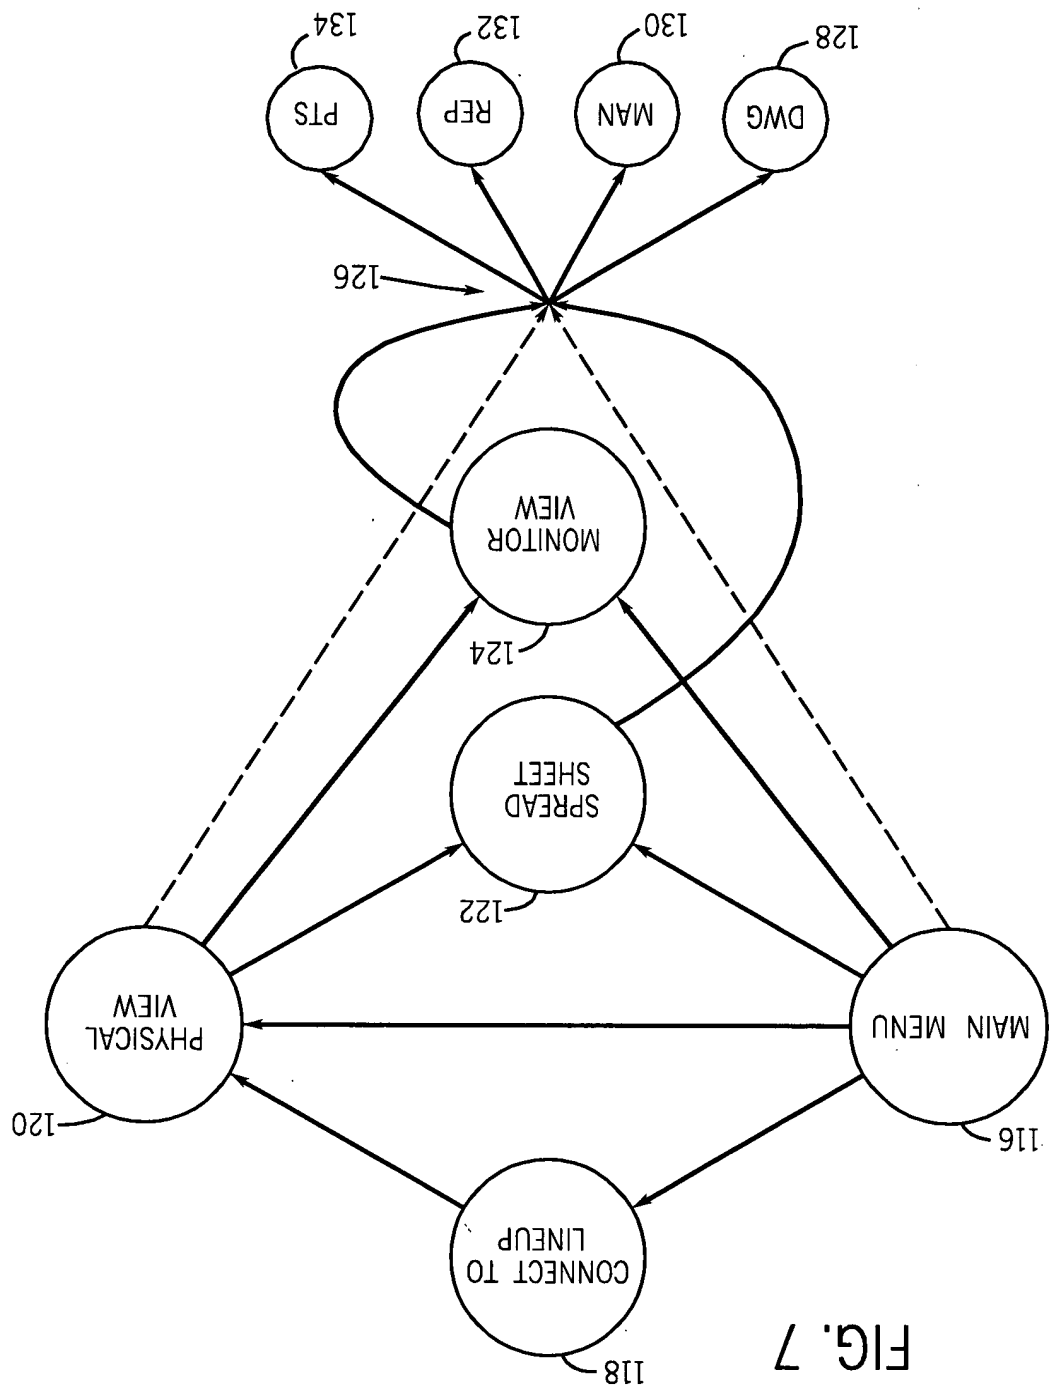 FIG. 7
118
CONNECT TO
LINEUP
116
MAIN MENU
120
PHYSICAL
VIEW
122
SPREAD
SHEET
124
MONITOR
VIEW
126
128
DWG
130
MAN
132
REP
134
PTS